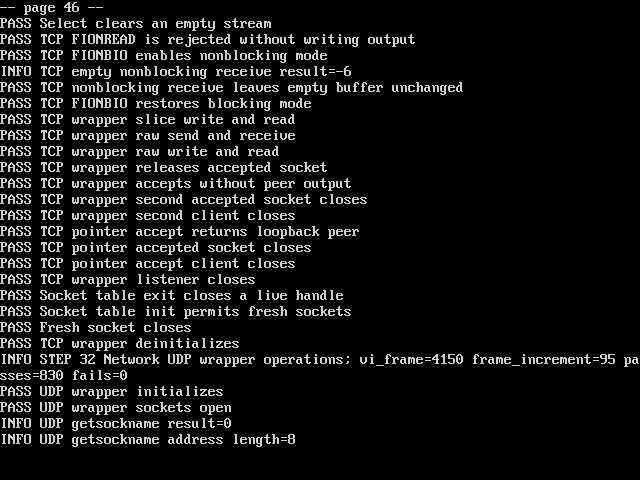 -- page 46 --
PASS Select clears an empty stream
PASS TCP FIONREAD is rejected without writing output
PASS TCP FIONBIO enables nonblocking mode
INFO TCP empty nonblocking receive result=-6
PASS TCP nonblocking receive leaves empty buffer unchanged
PASS TCP FIONBIO restores blocking mode
PASS TCP wrapper slice write and read
PASS TCP wrapper raw send and receive
PASS TCP wrapper raw write and read
PASS TCP wrapper releases accepted socket
PASS TCP wrapper accepts without peer output
PASS TCP wrapper second accepted socket closes
PASS TCP wrapper second client closes
PASS TCP pointer accept returns loopback peer
PASS TCP pointer accepted socket closes
PASS TCP pointer accept client closes
PASS TCP wrapper listener closes
PASS Socket table exit closes a live handle
PASS Socket table init permits fresh sockets
PASS Fresh socket closes
PASS TCP wrapper deinitializes
INFO STEP 32 Network UDP wrapper operations; vi_frame=4150 frame_increment=95 pa
sses=830 fails=0
PASS UDP wrapper initializes
PASS UDP wrapper sockets open
INFO UDP getsockname result=0
INFO UDP getsockname address length=8